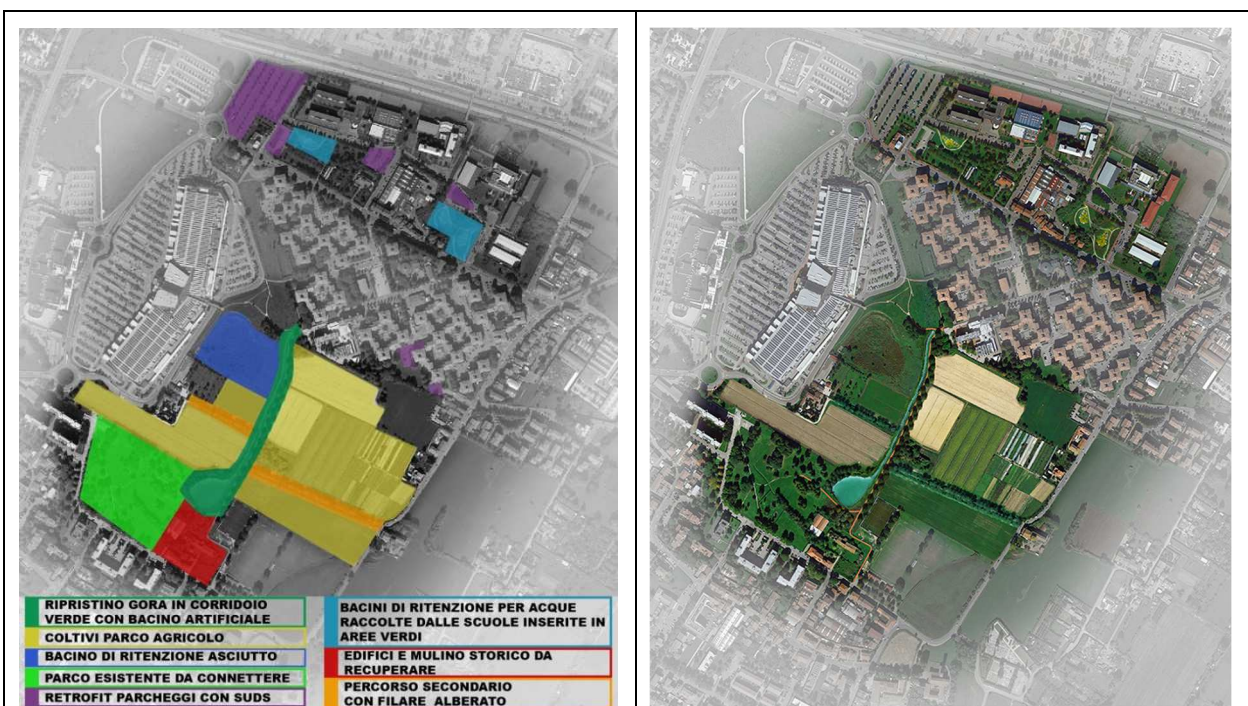 RIPRISTINO GORA IN CORRIDOIO
VERDE CON BACINO ARTIFICIALE
COLTIVI PARCO AGRICOLO
BACINO DI RITENZIONE ASCIUTTO
PARCO ESISTENTE DA CONNETTERE
RETROFIT PARCHEGGI CON SUDS
BACINI DI RITENZIONE PER ACQUE
RACCOLTE DALLE SCUOLE INSERITE IN
AREE VERDI
EDIFICI E MULINO STORICO DA
RECUPERARE
PERCORSO SECONDARIO
CON FILARE ALBERATO